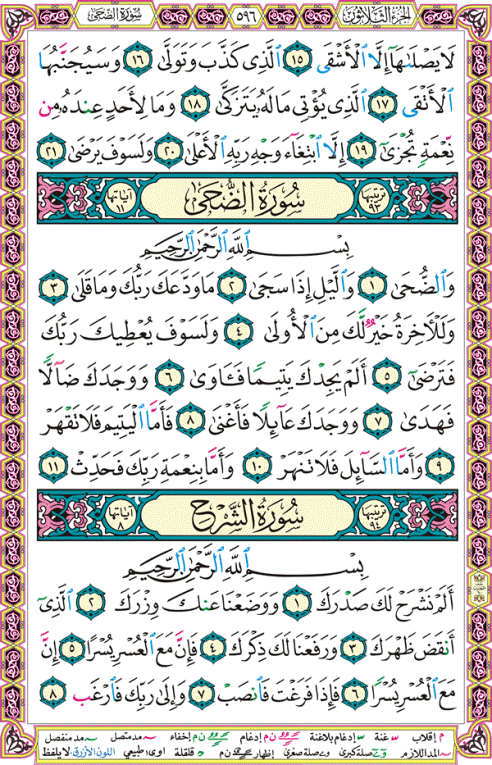 الجزء الثلاثون ٥٩٦ سورة الضحى
لَا يَصْلَىٰهَآ إِلَّا ٱلْأَشْقَى ١٥ ٱلَّذِى كَذَّبَ وَتَوَلَّىٰ ١٦ وَسَيُجَنَّبُهَا
ٱلْأَتْقَى ١٧ ٱلَّذِى يُؤْتِى مَالَهُۥ يَتَزَكَّىٰ ١٨ وَمَا لِأَحَدٍ عِندَهُۥ مِن
نِّعْمَةٍ تُجْزَىٰٓ ١٩ إِلَّا ٱبْتِغَآءَ وَجْهِ رَبِّهِ ٱلْأَعْلَىٰ ٢٠ وَلَسَوْفَ يَرْضَىٰ ٢١
ترتيبها ٩٣ سُورَةُ الضُّحَى آياتها ١١
بِسْمِ ٱللَّهِ ٱلرَّحْمَٰنِ ٱلرَّحِيمِ
وَٱلضُّحَىٰ ١ وَٱلَّيْلِ إِذَا سَجَىٰ ٢ مَا وَدَّعَكَ رَبُّكَ وَمَا قَلَىٰ ٣
وَلَلْءَاخِرَةُ خَيْرٌ لَّكَ مِنَ ٱلْأُولَىٰ ٤ وَلَسَوْفَ يُعْطِيكَ رَبُّكَ
فَتَرْضَىٰٓ ٥ أَلَمْ يَجِدْكَ يَتِيمًا فَـَٔاوَىٰ ٦ وَوَجَدَكَ ضَآلًّا
فَهَدَىٰ ٧ وَوَجَدَكَ عَآئِلًا فَأَغْنَىٰ ٨ فَأَمَّا ٱلْيَتِيمَ فَلَا تَقْهَرْ
٩ وَأَمَّا ٱلسَّآئِلَ فَلَا تَنْهَرْ ١٠ وَأَمَّا بِنِعْمَةِ رَبِّكَ فَحَدِّثْ ١١
ترتيبها ٩٤ سُورَةُ الشَّرْحِ آياتها ٨
بِسْمِ ٱللَّهِ ٱلرَّحْمَٰنِ ٱلرَّحِيمِ
أَلَمْ نَشْرَحْ لَكَ صَدْرَكَ ١ وَوَضَعْنَا عَنكَ وِزْرَكَ ٢ ٱلَّذِىٓ
أَنقَضَ ظَهْرَكَ ٣ وَرَفَعْنَا لَكَ ذِكْرَكَ ٤ فَإِنَّ مَعَ ٱلْعُسْرِ يُسْرًا ٥ إِنَّ
مَعَ ٱلْعُسْرِ يُسْرًا ٦ فَإِذَا فَرَغْتَ فَٱنصَبْ ٧ وَإِلَىٰ رَبِّكَ فَٱرْغَب ٨
م إقلاب غنة إدغام بلاغنة ن م إدغام ن م إخفاء مد متصل مد منفصل
المد اللازم صلة كبرى صلة صغرى إظهار ن م قلقلة اوى طبيعي اللون الأزرق لا يلفظ